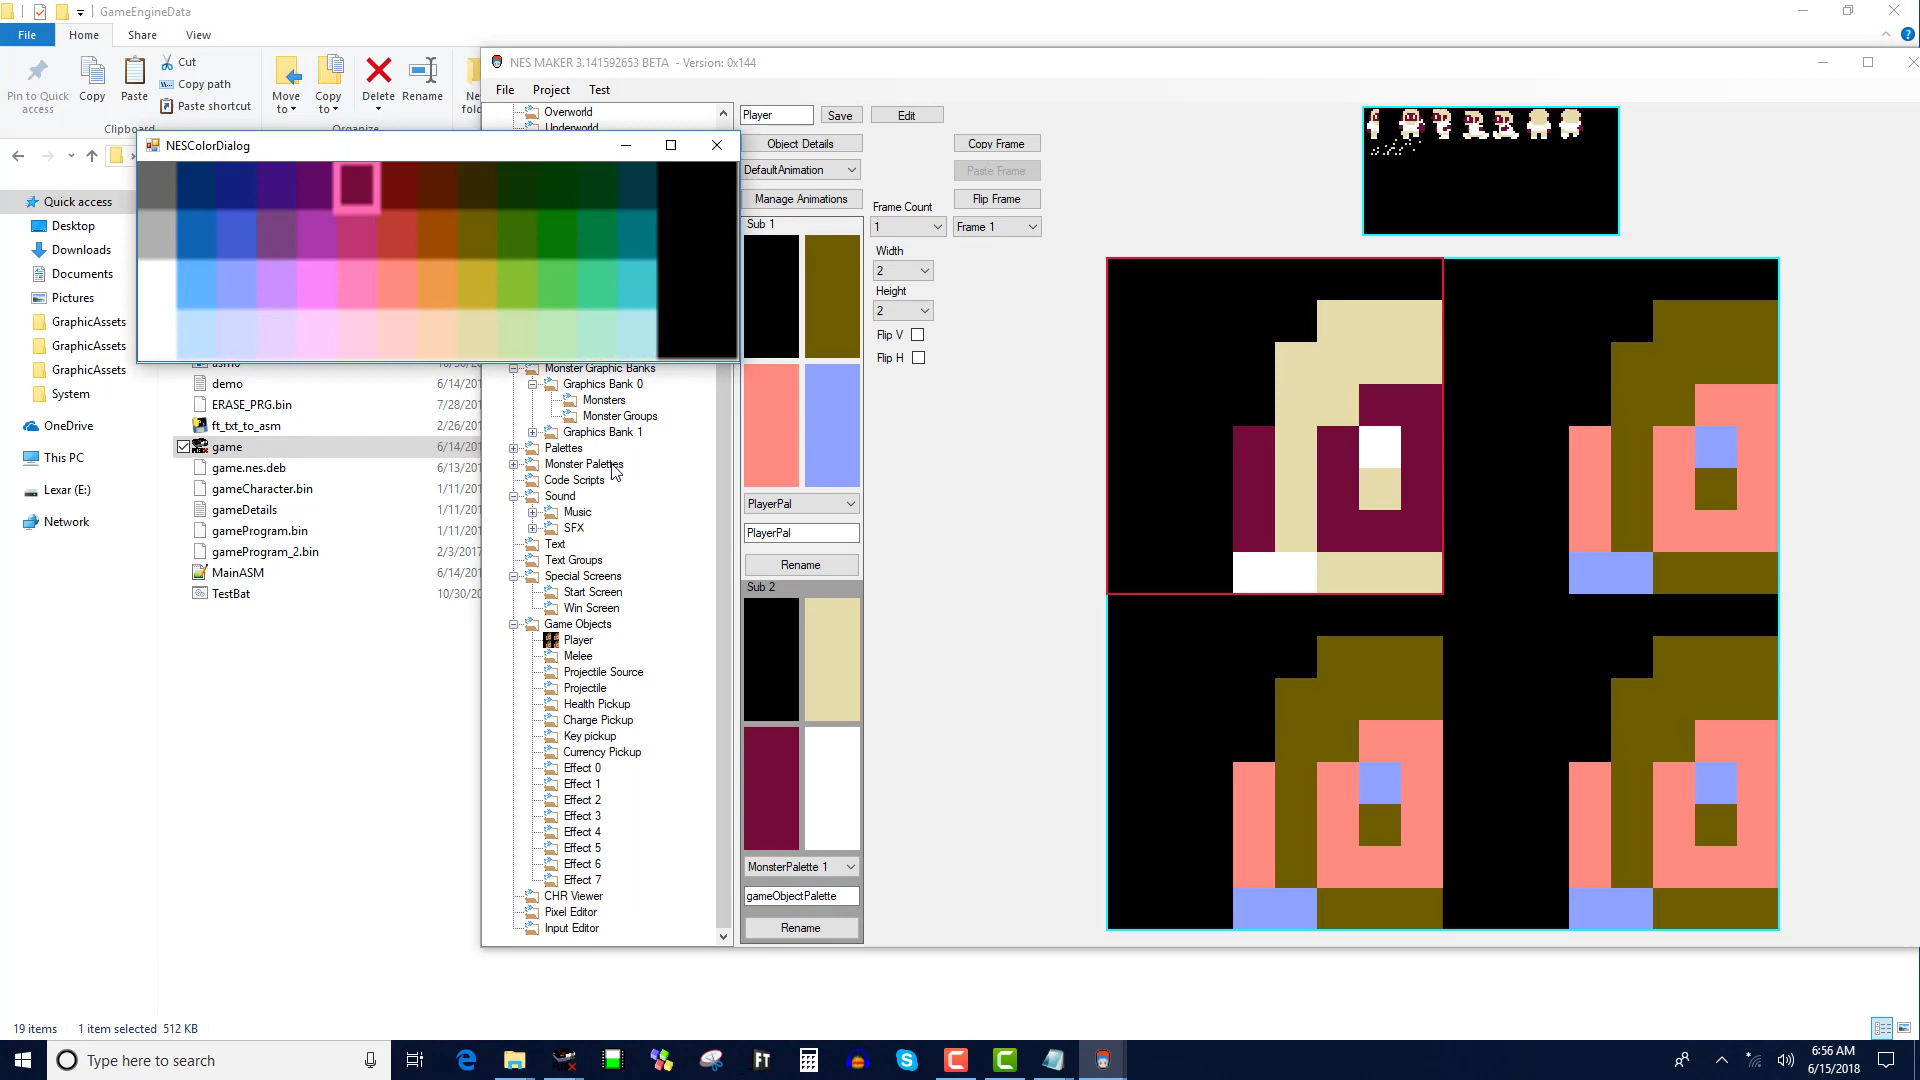 GameEngineData
File
Home
Share
View
Pin to Quick
access
Copy
Paste
Cut
Copy path
Paste shortcut
Move
to
Copy
to
Delete
Rename
Ne
fol
Clipboard
Organize
Quick access
Desktop
Downloads
Documents
Pictures
GraphicAssets
GraphicAssets
GraphicAssets
System
OneDrive
This PC
Lexar (E:)
Network
demo 6/14/201
ERASE_PRG.bin 7/28/201
ft_txt_to_asm 2/26/201
game 6/14/201
game.nes.deb 6/13/201
gameCharacter.bin 1/11/201
gameDetails 1/11/201
gameProgram.bin 1/11/201
gameProgram_2.bin 2/3/2017
MainASM 6/14/201
TestBat 10/30/20
19 items 1 item selected 512 KB
NESColorDialog
NES MAKER 3.141592653 BETA - Version: 0x144
File Project Test
Overworld
Underworld
Monster Graphic Banks
Graphics Bank 0
Monsters
Monster Groups
Graphics Bank 1
Palettes
Monster Palettes
Code Scripts
Sound
Music
SFX
Text
Text Groups
Special Screens
Start Screen
Win Screen
Game Objects
Player
Melee
Projectile Source
Projectile
Health Pickup
Charge Pickup
Key pickup
Currency Pickup
Effect 0
Effect 1
Effect 2
Effect 3
Effect 4
Effect 5
Effect 6
Effect 7
CHR Viewer
Pixel Editor
Input Editor
Player
Save
Edit
Object Details
DefaultAnimation
Manage Animations
Sub 1
PlayerPal
PlayerPal
Rename
Sub 2
MonsterPalette 1
gameObjectPalette
Rename
Copy Frame
Paste Frame
Flip Frame
Frame Count
1
Frame 1
Width
2
Height
2
Flip V
Flip H
Type here to search
FT
6:56 AM
6/15/2018